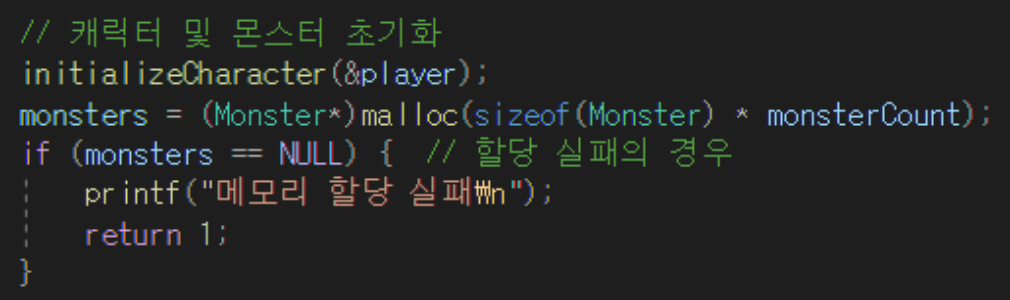 // 캐릭터 및 몬스터 초기화
initializeCharacter(&player);
monsters = (Monster*)malloc(sizeof(Monster) * monsterCount);
if (monsters == NULL) {  // 할당 실패의 경우
    printf("메모리 할당 실패₩n");
    return 1;
}